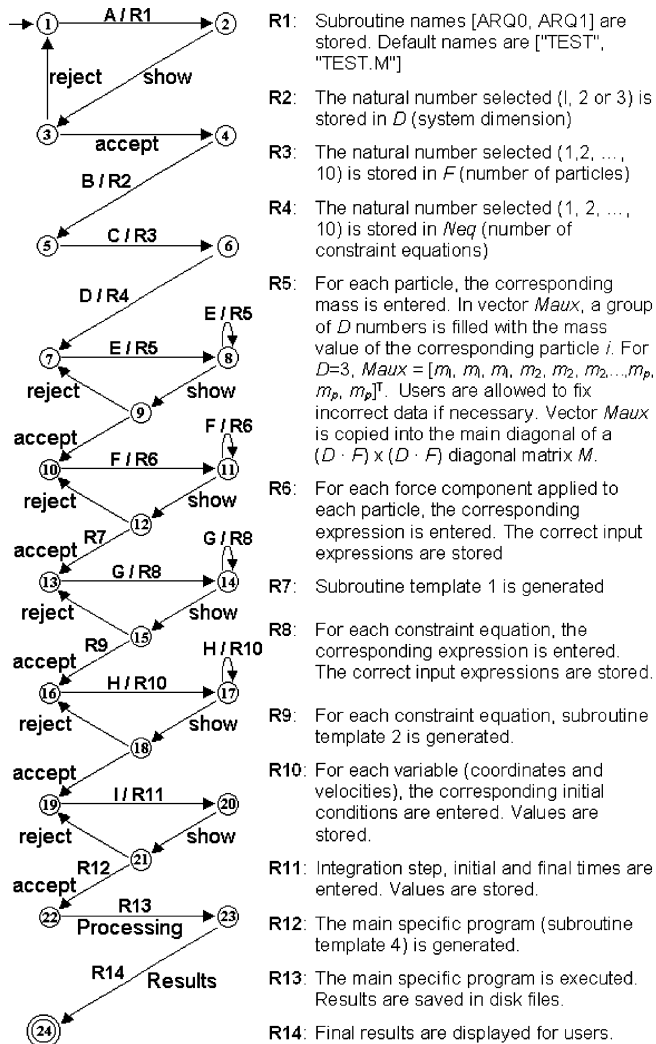 A / R1
1
2
reject
show
3
accept
4
B / R2
5
C / R3
6
D / R4
E / R5
7
E / R5
8
reject
show
9
accept
F / R6
10
F / R6
11
reject
show
12
accept
R7
G / R8
13
G / R8
14
reject
show
15
accept
R9
H / R10
16
H / R10
17
reject
show
18
accept
19
I / R11
20
reject
show
21
accept
R12
22
R13
Processing
23
R14
Results
24
R1: Subroutine names [ARQ0, ARQ1] are
stored. Default names are ["TEST",
"TEST.M"]
R2: The natural number selected (I, 2 or 3) is
stored in D (system dimension)
R3: The natural number selected (1,2, ...,
10) is stored in F (number of particles)
R4: The natural number selected (1, 2, ...,
10) is stored in Neq (number of
constraint equations)
R5: For each particle, the corresponding
mass is entered. In vector Maux, a group
of D numbers is filled with the mass
value of the corresponding particle i. For
D=3, Maux = [m₁, m₁, m₁, m₂, m₂, m₂,...,mₚ,
mₚ, mₚ]ᵀ. Users are allowed to fix
incorrect data if necessary. Vector Maux
is copied into the main diagonal of a
(D · F) x (D · F) diagonal matrix M.
R6: For each force component applied to
each particle, the corresponding
expression is entered. The correct input
expressions are stored
R7: Subroutine template 1 is generated
R8: For each constraint equation, the
corresponding expression is entered.
The correct input expressions are stored.
R9: For each constraint equation, subroutine
template 2 is generated.
R10: For each variable (coordinates and
velocities), the corresponding initial
conditions are entered. Values are
stored.
R11: Integration step, initial and final times are
entered. Values are stored.
R12: The main specific program (subroutine
template 4) is generated.
R13: The main specific program is executed.
Results are saved in disk files.
R14: Final results are displayed for users.